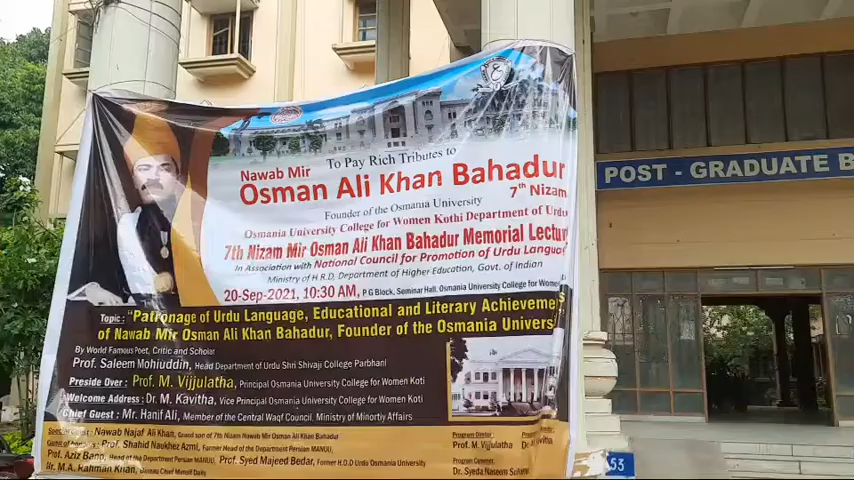 To Pay Rich Tributes to
Nawab Mir
OSMAN ALI KHAN BAHADUR
7th Nizam
Founder of the Osmania University
OSMANIA UNIVERSITY College for WOMEN KOTHI DEPARTMENT OF URDU
7TH NIZAM MIR OSMAN ALI KHAN BAHADUR MEMORIAL LECTURE
In Association with National Council for Promotion of Urdu Language
Ministry of H.R.D. Department of Higher Education, Govt. of Indian
20-SEP-2021, 10:30 AM, P G BLOCK, SEMINAR HALL, OSMANIA UNIVERSITY COLLEGE FOR WOMEN
Topic: "PATRONAGE OF URDU LANGUAGE, EDUCATIONAL AND LITERARY ACHIEVEMENTS
OF NAWAB MIR OSMAN ALI KHAN BAHADUR, FOUNDER OF THE OSMANIA UNIVERSITY
By World Famous Poet, Critic and Scholar
PROF. SALEEM MOHIUDDIN, HEAD DEPARTMENT OF URDU SHRI SHIVAJI COLLEGE PARBHANI
PRESIDE OVER : PROF. M. VIJJULATHA, PRINCIPAL OSMANIA UNIVERSITY COLLEGE FOR WOMEN KOTI
WELCOME ADDRESS : DR. M. KAVITHA, VICE PRINCIPAL OSMANIA UNIVERSITY COLLEGE FOR WOMEN KOTI
CHIEF GUEST : MR. HANIF ALI, MEMBER OF THE CENTRAL WAQF COUNCIL, MINISTRY OF MINORTIY AFFAIRS
NAWAB NAJAF ALI KHAN, GRAND SON OF 7TH NIZAM NAWAB MIR OSMAN ALI KHAN BAHADUR
PROF. SHAHID NAUKHEZ AZMI, FORMER HEAD OF THE DEPARTMENT PERSIAN MANUU,
PROF. AZIZ BANO, HEAD OF THE DEPARTMENT PERSIAN MANUU, PROF. SYED MAJEED BEDAR, FORMER H.O.D URDU OSMANIA UNIVERSITY
MR. M.A. RAHMAN KHAN,
Program Director
PROF. M. VIJJULATHA
Program Convener
DR. SYEDA NASEEM
POST - GRADUATE B
53